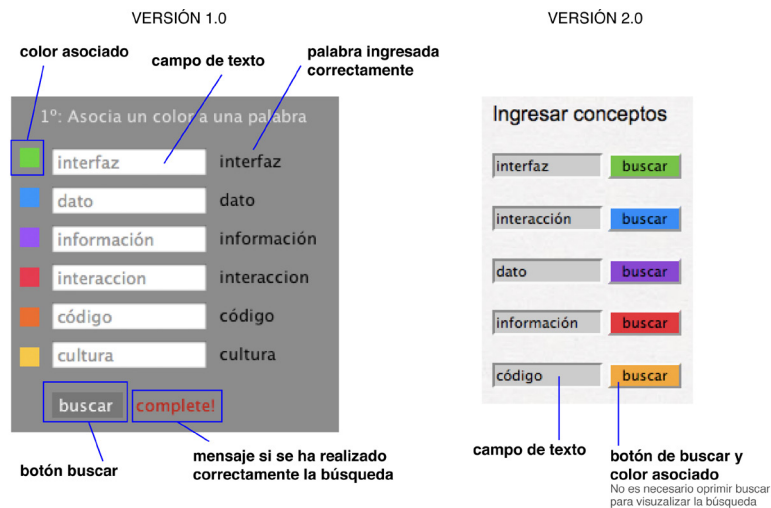 VERSIÓN 1.0
color asociado
campo de texto
palabra ingresada
correctamente
1º: Asocia un color a una palabra
interfaz interfaz
dato dato
información información
interaccion interaccion
código código
cultura cultura
buscar complete!
botón buscar
mensaje si se ha realizado
correctamente la búsqueda
VERSIÓN 2.0
Ingresar conceptos
interfaz buscar
interacción buscar
dato buscar
información buscar
código buscar
campo de texto
botón de buscar y
color asociado
No es necesario oprimir buscar
para visuzalizar la búsqueda